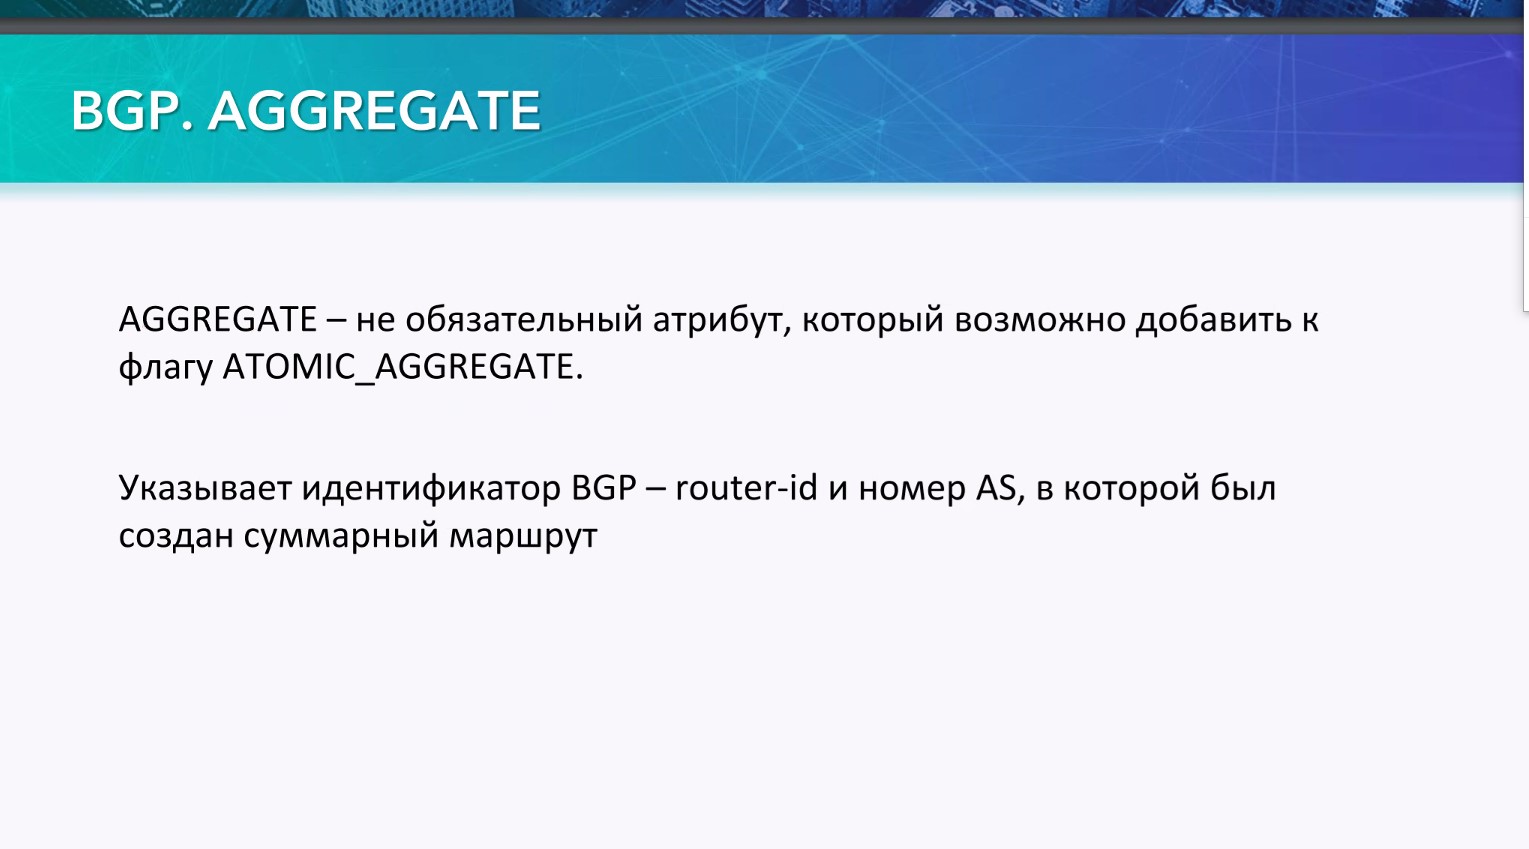 BGP. AGGREGATE
AGGREGATE – не обязательный атрибут, который возможно добавить к
флагу ATOMIC_AGGREGATE.
Указывает идентификатор BGP – router-id и номер AS, в которой был
создан суммарный маршрут